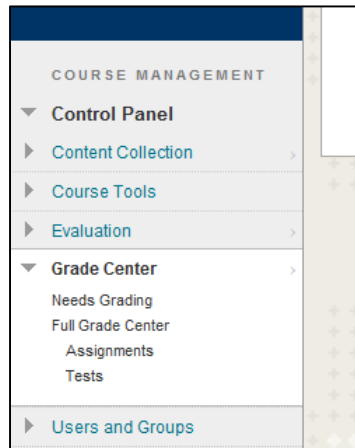 COURSE MANAGEMENT
Control Panel
Content Collection
Course Tools
Evaluation
Grade Center
Needs Grading
Full Grade Center
Assignments
Tests
Users and Groups